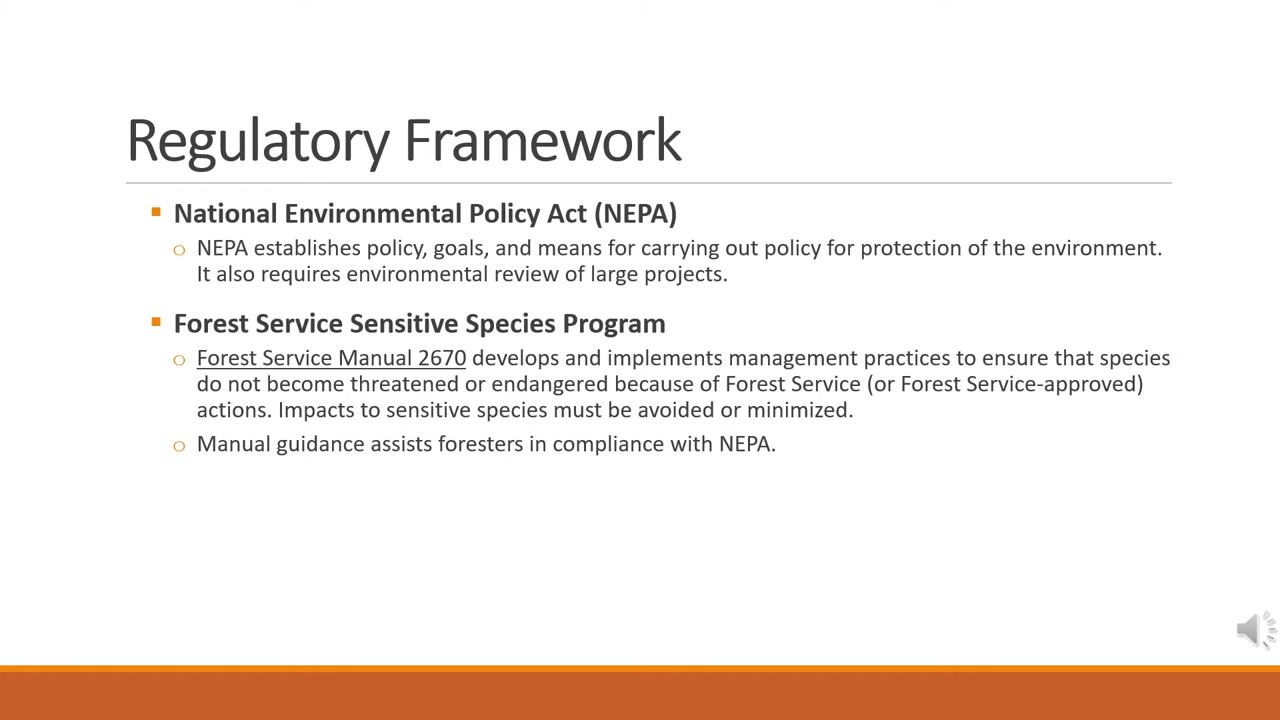 Regulatory Framework
National Environmental Policy Act (NEPA)
NEPA establishes policy, goals, and means for carrying out policy for protection of the environment.
It also requires environmental review of large projects.
Forest Service Sensitive Species Program
Forest Service Manual 2670 develops and implements management practices to ensure that species
do not become threatened or endangered because of Forest Service (or Forest Service-approved)
actions. Impacts to sensitive species must be avoided or minimized.
Manual guidance assists foresters in compliance with NEPA.